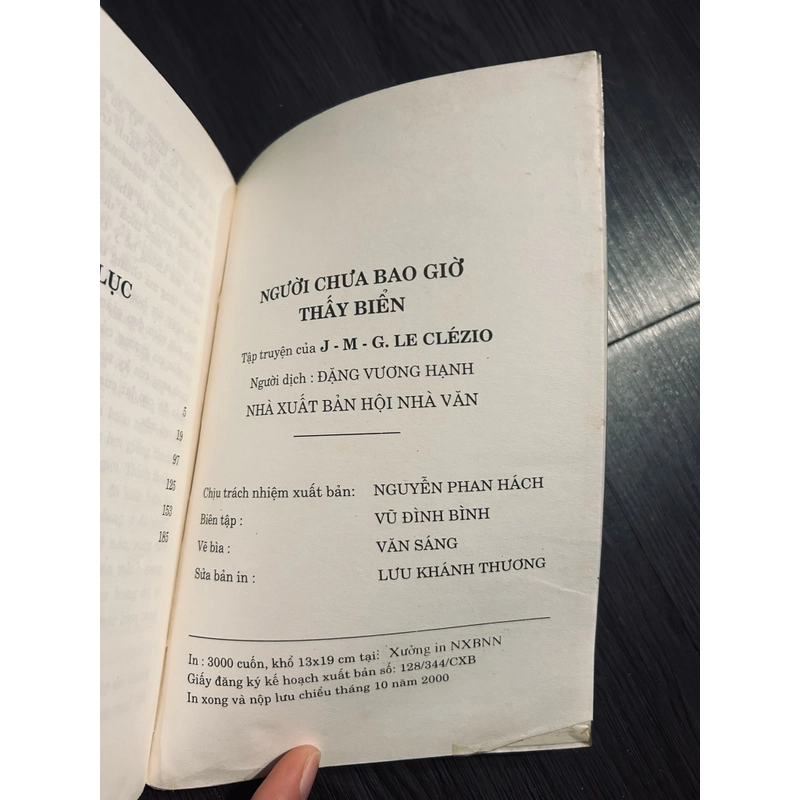 LỤC
5
19
97
125
153
185
NGƯỜI CHƯA BAO GIỜ
THẤY BIỂN
Tập truyện của J - M - G. LE CLÉZIO
Người dịch : ĐẶNG VƯƠNG HẠNH
NHÀ XUẤT BẢN HỘI NHÀ VĂN
Chịu trách nhiệm xuất bản: NGUYỄN PHAN HÁCH
Biên tập : VŨ ĐÌNH BÌNH
Vẽ bìa : VĂN SÁNG
Sửa bản in : LƯU KHÁNH THƯƠNG
In : 3000 cuốn, khổ 13x19 cm tại: Xưởng in NXBNN
Giấy đăng ký kế hoạch xuất bản số: 128/344/CXB
In xong và nộp lưu chiểu tháng 10 năm 2000